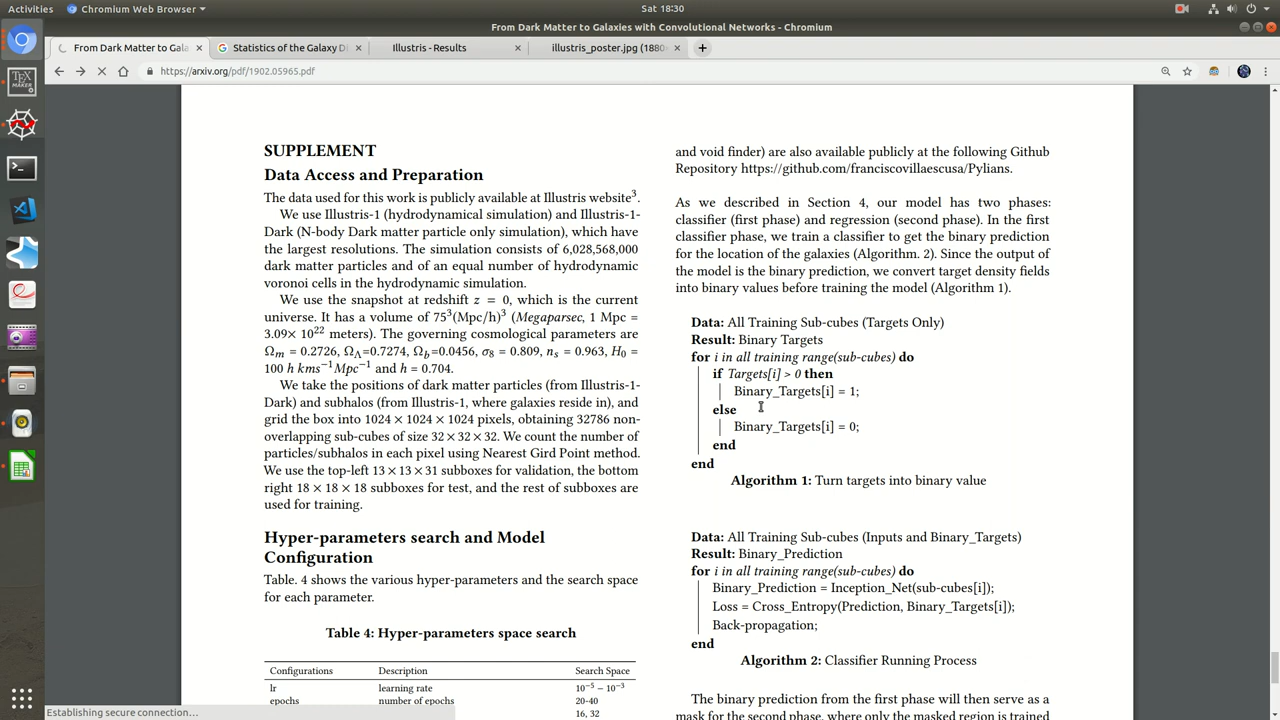 Activities
Chromium Web Browser
Sat 18:30
From Dark Matter to Galaxies with Convolutional Networks - Chromium
From Dark Matter to Gala
Statistics of the Galaxy Di
Illustris - Results
illustris_poster.jpg (1880
https://arxiv.org/pdf/1902.05965.pdf
SUPPLEMENT
Data Access and Preparation
The data used for this work is publicly available at Illustris website³.
We use Illustris-1 (hydrodynamical simulation) and Illustris-1-
Dark (N-body Dark matter particle only simulation), which have
the largest resolutions. The simulation consists of 6,028,568,000
dark matter particles and of an equal number of hydrodynamic
voronoi cells in the hydrodynamic simulation.
We use the snapshot at redshift z = 0, which is the current
universe. It has a volume of 75³(Mpc/h)³ (Megaparsec, 1 Mpc =
3.09× 10²² meters). The governing cosmological parameters are
Ωm = 0.2726, ΩΛ=0.7274, Ωb=0.0456, σ8 = 0.809, ns = 0.963, H0 =
100 h kms⁻¹Mpc⁻¹ and h = 0.704.
We take the positions of dark matter particles (from Illustris-1-
Dark) and subhalos (from Illustris-1, where galaxies reside in), and
grid the box into 1024 × 1024 × 1024 pixels, obtaining 32786 non-
overlapping sub-cubes of size 32 × 32 × 32. We count the number of
particles/subhalos in each pixel using Nearest Gird Point method.
We use the top-left 13 × 13 × 31 subboxes for validation, the bottom
right 18 × 18 × 18 subboxes for test, and the rest of subboxes are
used for training.
Hyper-parameters search and Model
Configuration
Table. 4 shows the various hyper-parameters and the search space
for each parameter.
Table 4: Hyper-parameters space search
Configurations Description Search Space
lr learning rate 10⁻⁵ − 10⁻³
epochs number of epochs 20-40
16, 32
and void finder) are also available publicly at the following Github
Repository https://github.com/franciscovillaescusa/Pylians.
As we described in Section 4, our model has two phases:
classifier (first phase) and regression (second phase). In the first
classifier phase, we train a classifier to get the binary prediction
for the location of the galaxies (Algorithm. 2). Since the output of
the model is the binary prediction, we convert target density fields
into binary values before training the model (Algorithm 1).
Data: All Training Sub-cubes (Targets Only)
Result: Binary Targets
for i in all training range(sub-cubes) do
if Targets[i] > 0 then
Binary_Targets[i] = 1;
else
Binary_Targets[i] = 0;
end
end
Algorithm 1: Turn targets into binary value
Data: All Training Sub-cubes (Inputs and Binary_Targets)
Result: Binary_Prediction
for i in all training range(sub-cubes) do
Binary_Prediction = Inception_Net(sub-cubes[i]);
Loss = Cross_Entropy(Prediction, Binary_Targets[i]);
Back-propagation;
end
Algorithm 2: Classifier Running Process
The binary prediction from the first phase will then serve as a
mask for the second phase, where only the masked region is trained
Establishing secure connection...